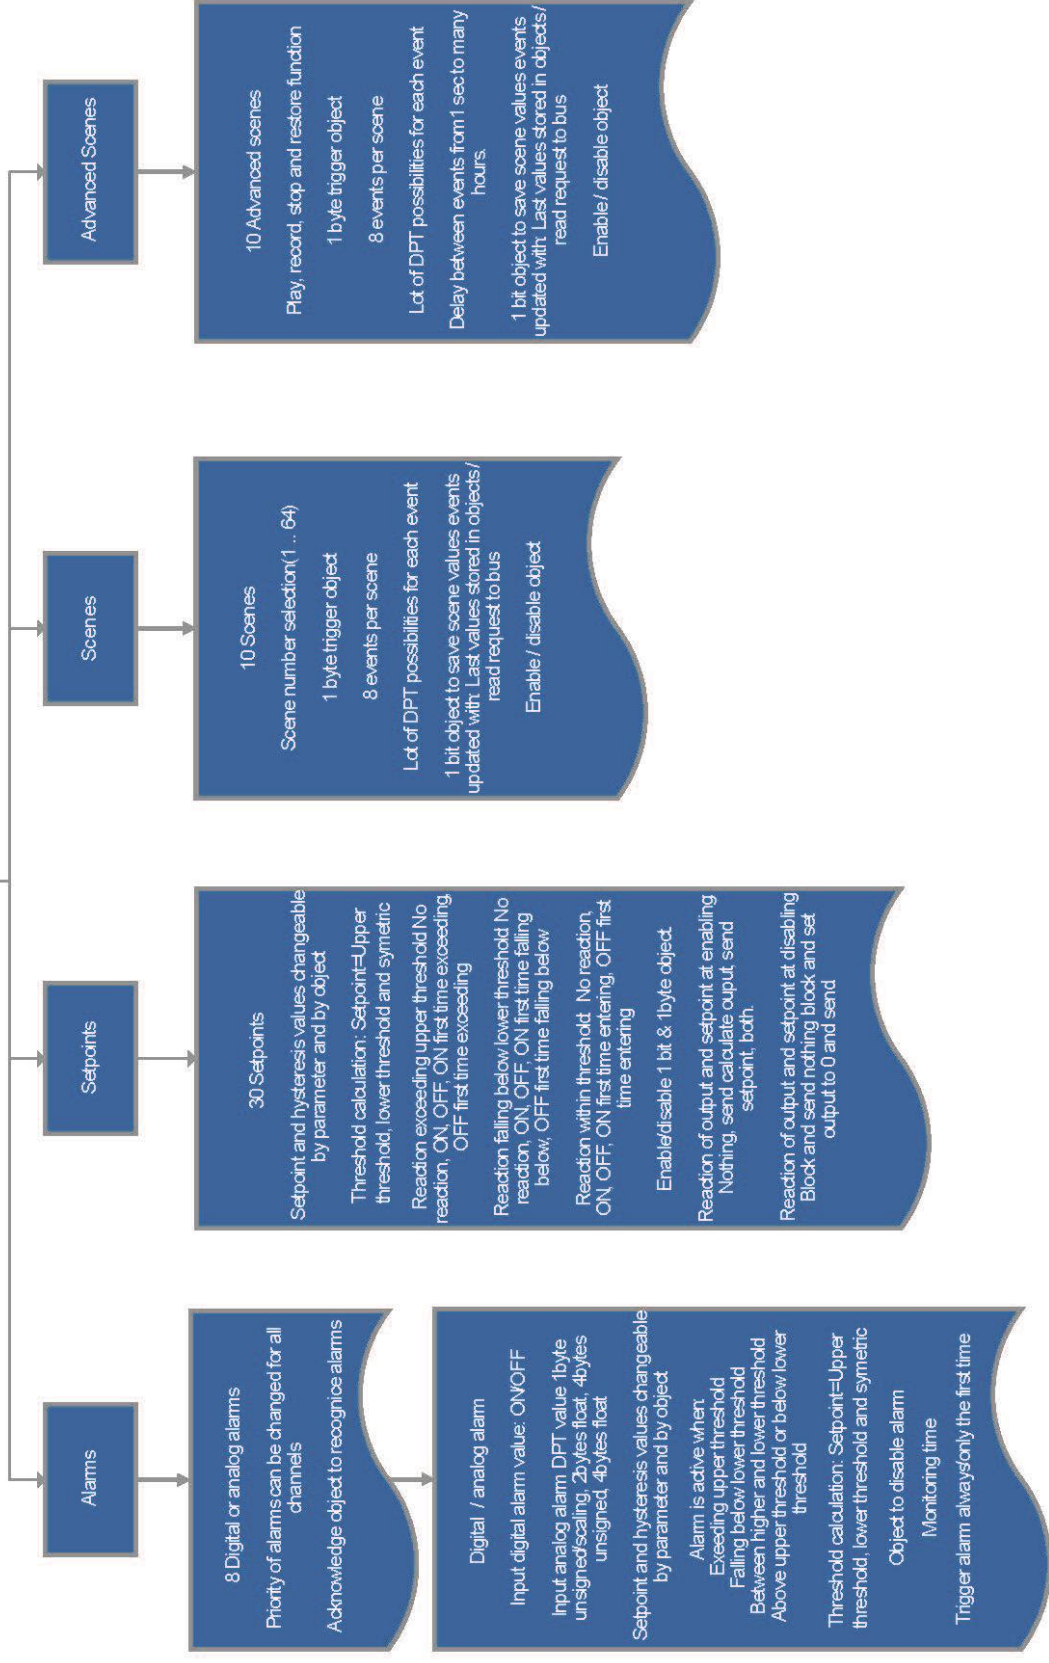 Alarms
8 Digital or analog alarms
Priority of alarms can be changed for all
channels
Acknowledge object to recognice alarms
Digital / analog alarm
Input digital alarm value: ON/OFF
Input analog alarm DPT value 1byte
unsigned/scaling, 2bytes float, 4bytes
unsigned, 4bytes float
Setpoint and hysteresis values changeable
by parameter and by object
Alarm is active when:
Exeeding upper threshold
Falling below lower threshold
Between higher and lower threshold
Above upper threshold or below lower
threshold
Threshold calculation: Setpoint=Upper
threshold, lower threshold and symetric
Object to disable alarm
Monitoring time
Trigger alarm always/only the first time
Setpoints
30 Setpoints
Setpoint and hysteresis values changeable
by parameter and by object
Threshold calculation: Setpoint=Upper
threshold, lower threshold and symetric
Reaction exceeding upper threshold No
reaction, ON, OFF, ON first time exceeding,
OFF first time exceeding
Reaction falling below lower threshold No
reaction, ON, OFF, ON first time falling
below, OFF first time falling below
Reaction within threshold. No reaction,
ON, OFF, ON first time entering, OFF first
time entering
Enable/disable 1 bit & 1byte object.
Reaction of output and setpoint at enabling
Nothing, send calculate ouput, send
setpoint, both.
Reaction of output and setpoint at disabling
Block and send nothing block and set
output to 0 and send
Scenes
10 Scenes
Scene number selection(1 .. 64)
1 byte trigger object
8 events per scene
Lot of DPT possibilities for each event
1 bit object to save scene values events
updated with: Last values stored in objects/
read request to bus
Enable / disable object
Advanced Scenes
10 Advanced scenes
Play, record, stop and restore function
1 byte trigger object
8 events per scene
Lot of DPT possibilities for each event
Delay between events from 1 sec to many
hours.
1 bit object to save scene values events
updated with: Last values stored in objects/
read request to bus
Enable / disable object